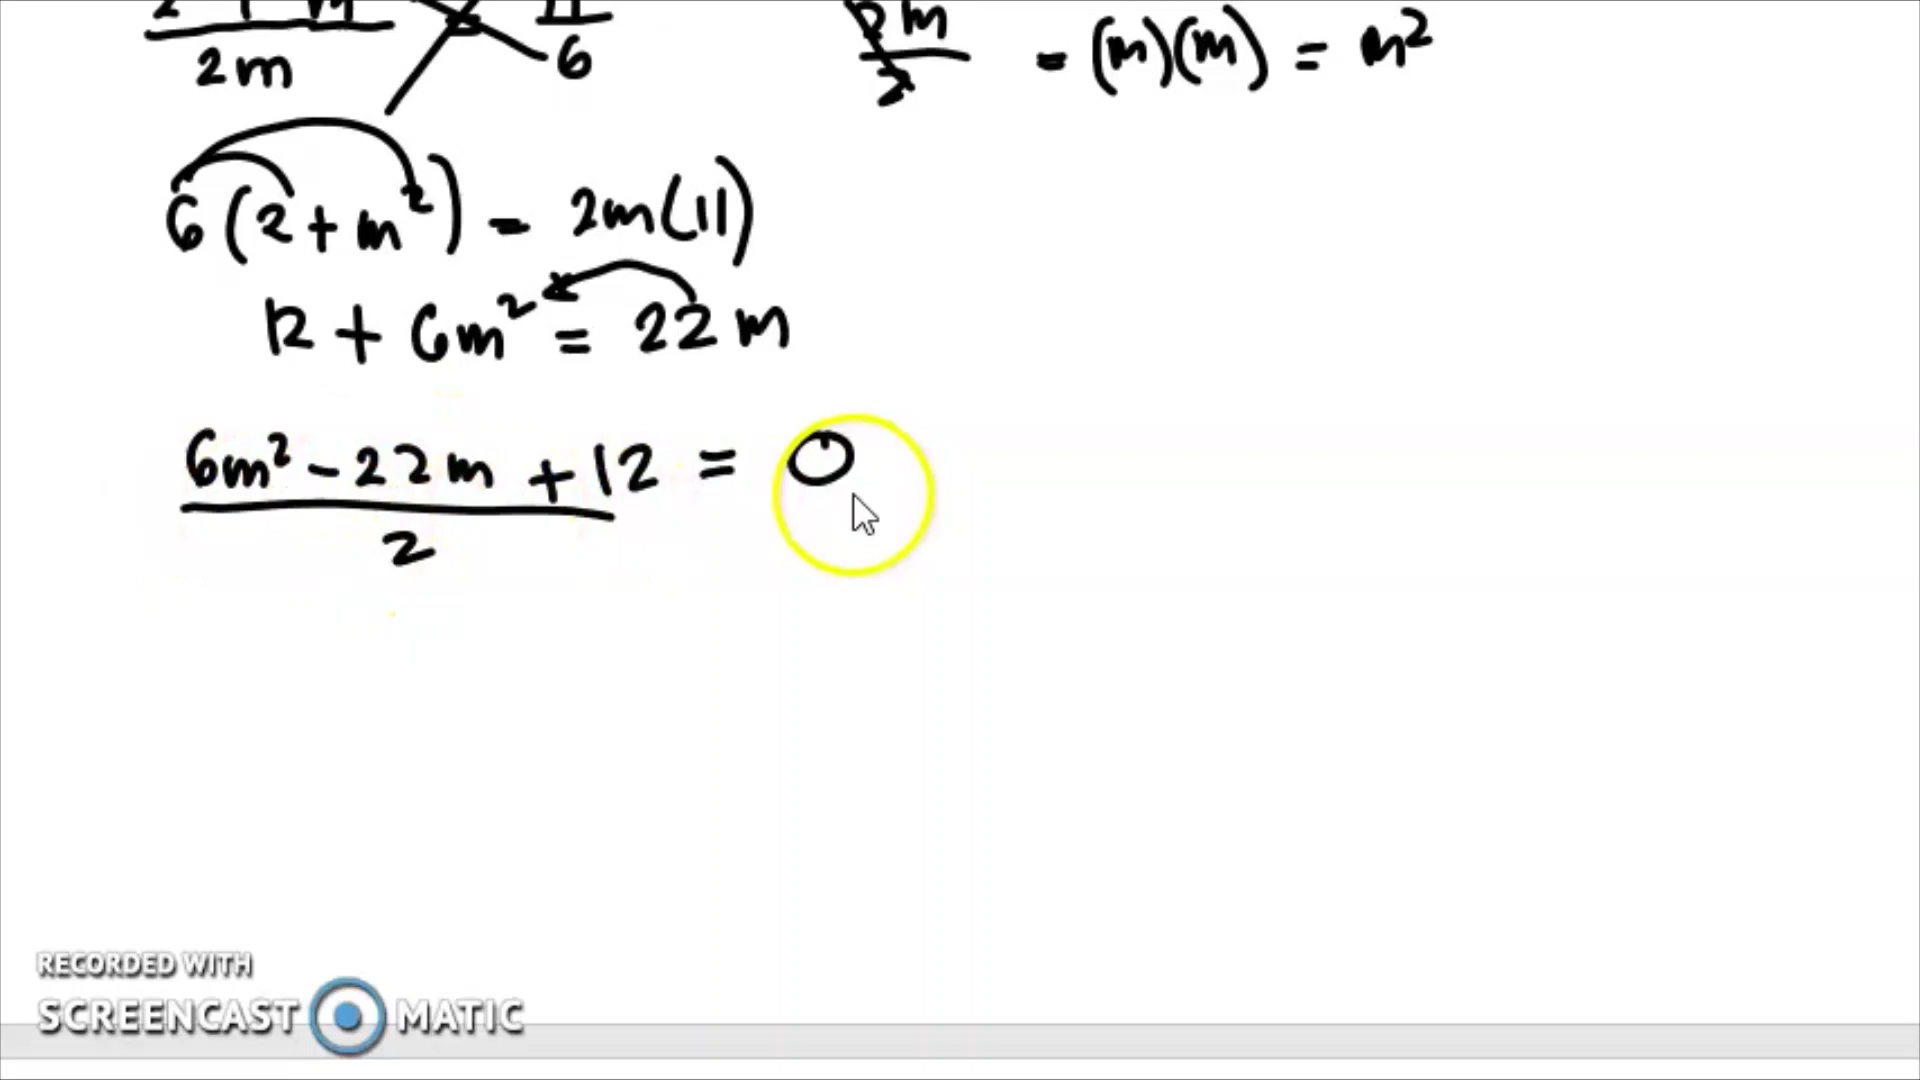 2m
6
m
2
= (m)(m) = m²
6(2+m²) = 2m(11)
12 + 6m² = 22m
6m² - 22m + 12 = 0
2
RECORDED WITH
SCREENCAST MATIC